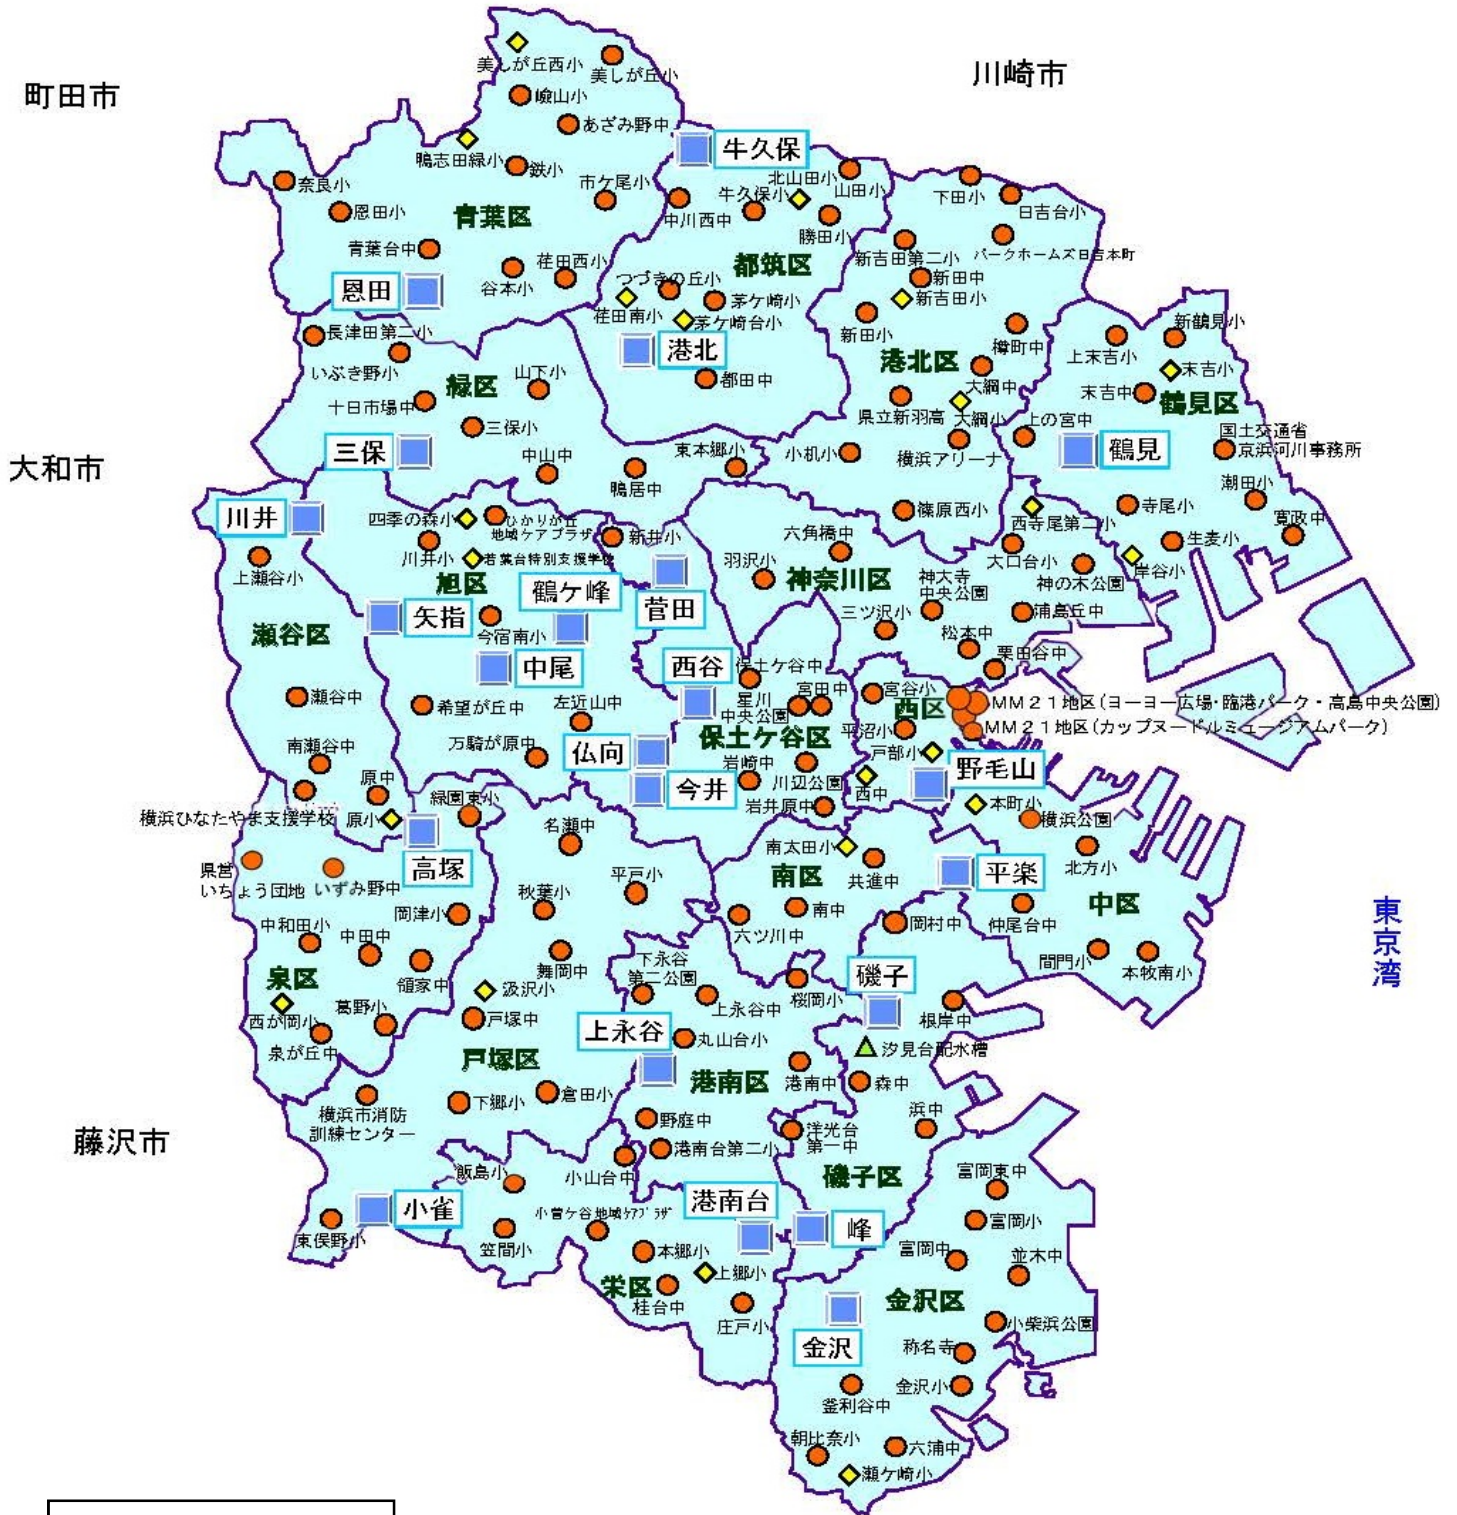 町田市
川崎市
大和市
藤沢市
東京湾
美しが丘西小
美しが丘小
嶮山小
あざみ野中
鴨志田緑小
鉄小
市ケ尾小
奈良小
恩田小
青葉区
青葉台中
荏田西小
谷本小
恩田
牛久保
北山田小
山田小
牛久保小
中川西中
勝田小
都筑区
つづきの丘小
茅ケ崎小
荏田南小
茅ケ崎台小
港北
都田中
下田小
日吉台小
新吉田第二小
パークホームズ日吉本町
新田中
新吉田小
新田小
樽町中
港北区
大綱中
県立新羽高
大綱小
小机小
横浜アリーナ
篠原西小
新鶴見小
上末吉小
末吉小
末吉中
鶴見区
上の宮中
鶴見
国土交通省
京浜河川事務所
潮田小
寺尾小
寛政中
生麦小
岸谷小
長津田第二小
いぶき野小
緑区
山下小
十日市場中
三保小
三保
中山中
東本郷小
鴨居中
川井
上瀬谷小
瀬谷区
瀬谷中
南瀬谷中
原中
原小
横浜ひなたやま支援学校
四季の森小
ひかりが丘
地域ケアプラザ
新井小
川井小
若葉台特別支援学校
旭区
鶴ケ峰
矢指
今宿南小
中尾
希望が丘中
左近山中
万騎が原中
菅田
六角橋中
羽沢小
神奈川区
西寺尾第二小
大口台小
神の木公園
神大寺
中央公園
浦島丘中
三ツ沢小
松本中
栗田谷中
西谷
保土ケ谷中
星川
中央公園
宮田中
保土ケ谷区
仏向
今井
岩崎中
川辺公園
岩井原中
宮谷小
西区
平沼小
戸部小
西中
野毛山
MM21地区(ヨーヨー広場・臨港パーク・高島中央公園)
MM21地区(カップヌードルミュージアムパーク)
本町小
横浜公園
北方小
中区
仲尾台中
間門小
本牧南小
平楽
南太田小
南区
共進中
南中
六ツ川中
高塚
緑園東小
県営
いちょう団地
いずみ野中
岡津小
中和田小
中田中
領家中
泉区
西が岡小
葛野小
泉が丘中
名瀬中
平戸小
秋葉小
舞岡中
汲沢小
戸塚中
戸塚区
下郷小
倉田小
横浜市消防
訓練センター
小雀
東俣野小
下永谷
第二公園
上永谷中
桜岡小
上永谷
丸山台小
港南区
港南中
野庭中
港南台第二小
小山台中
港南台
岡村中
磯子
根岸中
汐見台配水槽
森中
浜中
洋光台
第一中
磯子区
峰
飯島小
笠間小
小菅ケ谷地域ケアプラザ
本郷小
栄区
桂台中
上郷小
庄戸小
富岡東中
富岡小
富岡中
並木中
金沢区
金沢
小柴浜公園
称名寺
金沢小
釜利谷中
朝比奈小
六浦中
瀬ケ崎小